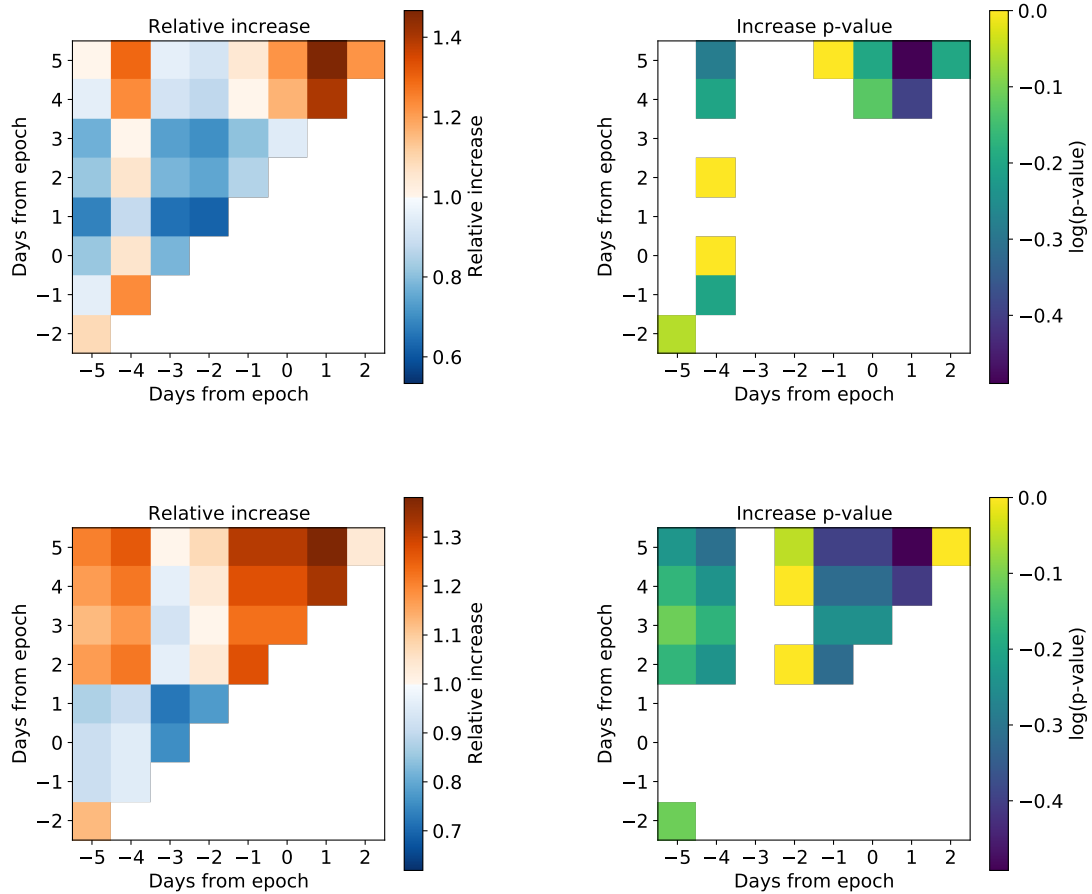 Relative increase
Days from epoch
5
4
3
2
1
0
−1
−2
−5 −4 −3 −2 −1 0 1 2
Days from epoch
1.4
1.2
1.0
0.8
0.6
Relative increase
Increase p-value
−5 −4 −3 −2 −1 0 1 2
Days from epoch
Days from epoch
5
4
3
2
1
0
−1
−2
0.0
−0.1
−0.2
−0.3
−0.4
log(p-value)
Relative increase
Days from epoch
5
4
3
2
1
0
−1
−2
−5 −4 −3 −2 −1 0 1 2
Days from epoch
1.3
1.2
1.1
1.0
0.9
0.8
0.7
Relative increase
Increase p-value
Days from epoch
5
4
3
2
1
0
−1
−2
−5 −4 −3 −2 −1 0 1 2
Days from epoch
0.0
−0.1
−0.2
−0.3
−0.4
log(p-value)